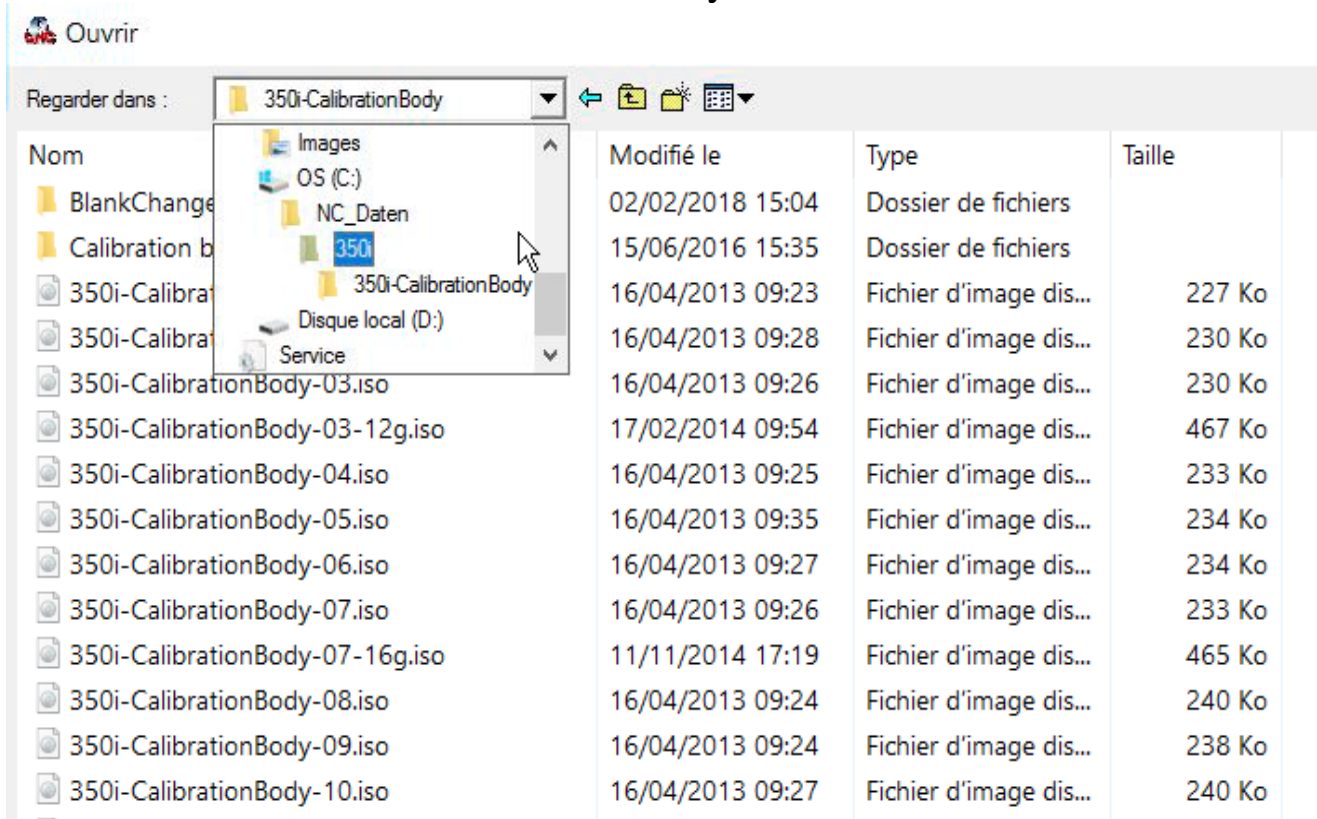 Ouvrir
Regarder dans : 350i-CalibrationBody
Nom Modifié le Type Taille
Images
OS (C:)
NC_Daten
350i
350i-CalibrationBody
Disque local (D:)
Service
BlankChange 02/02/2018 15:04 Dossier de fichiers
Calibration b 15/06/2016 15:35 Dossier de fichiers
350i-Calibrat 16/04/2013 09:23 Fichier d'image dis... 227 Ko
350i-Calibrat 16/04/2013 09:28 Fichier d'image dis... 230 Ko
350i-CalibrationBody-03.iso 16/04/2013 09:26 Fichier d'image dis... 230 Ko
350i-CalibrationBody-03-12g.iso 17/02/2014 09:54 Fichier d'image dis... 467 Ko
350i-CalibrationBody-04.iso 16/04/2013 09:25 Fichier d'image dis... 233 Ko
350i-CalibrationBody-05.iso 16/04/2013 09:35 Fichier d'image dis... 234 Ko
350i-CalibrationBody-06.iso 16/04/2013 09:27 Fichier d'image dis... 234 Ko
350i-CalibrationBody-07.iso 16/04/2013 09:26 Fichier d'image dis... 233 Ko
350i-CalibrationBody-07-16g.iso 11/11/2014 17:19 Fichier d'image dis... 465 Ko
350i-CalibrationBody-08.iso 16/04/2013 09:24 Fichier d'image dis... 240 Ko
350i-CalibrationBody-09.iso 16/04/2013 09:24 Fichier d'image dis... 238 Ko
350i-CalibrationBody-10.iso 16/04/2013 09:27 Fichier d'image dis... 240 Ko